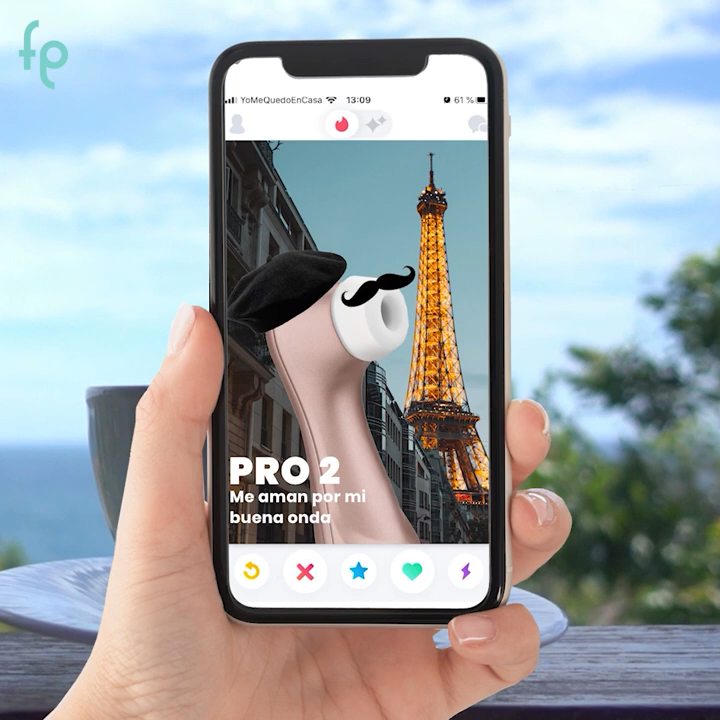 fp
YoMeQuedoEnCasa 13:09 61 %
PRO 2
Me aman por mi
buena onda